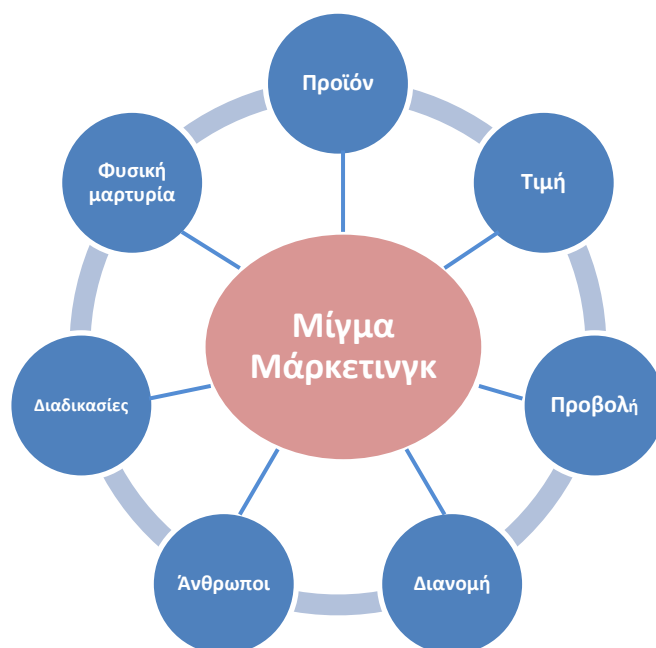 Προϊόν
Τιμή
Προβολή
Διανομή
Άνθρωποι
Διαδικασίες
Φυσική
μαρτυρία
Μίγμα
Μάρκετινγκ